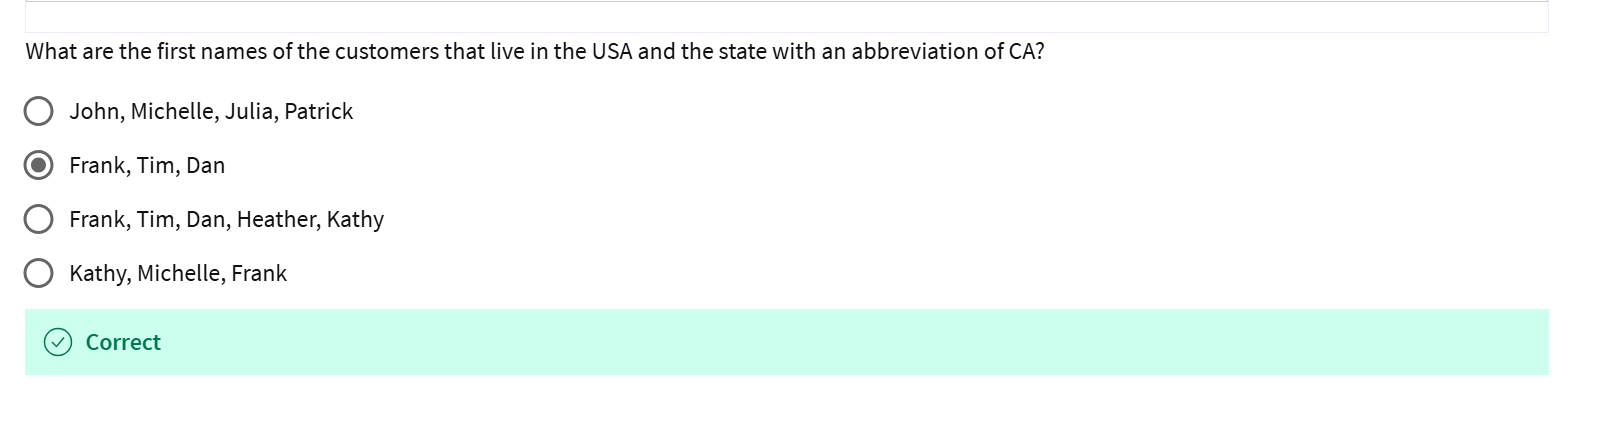 What are the first names of the customers that live in the USA and the state with an abbreviation of CA?
John, Michelle, Julia, Patrick
Frank, Tim, Dan
Frank, Tim, Dan, Heather, Kathy
Kathy, Michelle, Frank
Correct